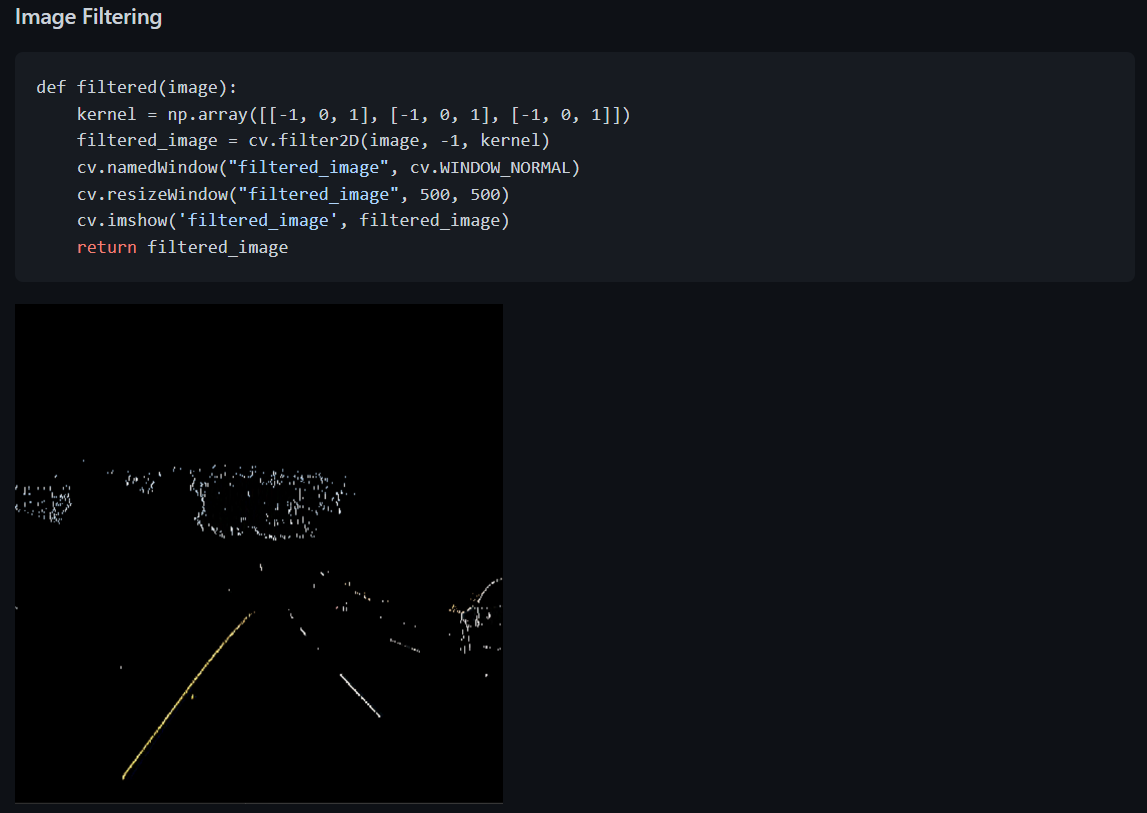 Image Filtering
def filtered(image):
    kernel = np.array([[-1, 0, 1], [-1, 0, 1], [-1, 0, 1]])
    filtered_image = cv.filter2D(image, -1, kernel)
    cv.namedWindow("filtered_image", cv.WINDOW_NORMAL)
    cv.resizeWindow("filtered_image", 500, 500)
    cv.imshow('filtered_image', filtered_image)
    return filtered_image